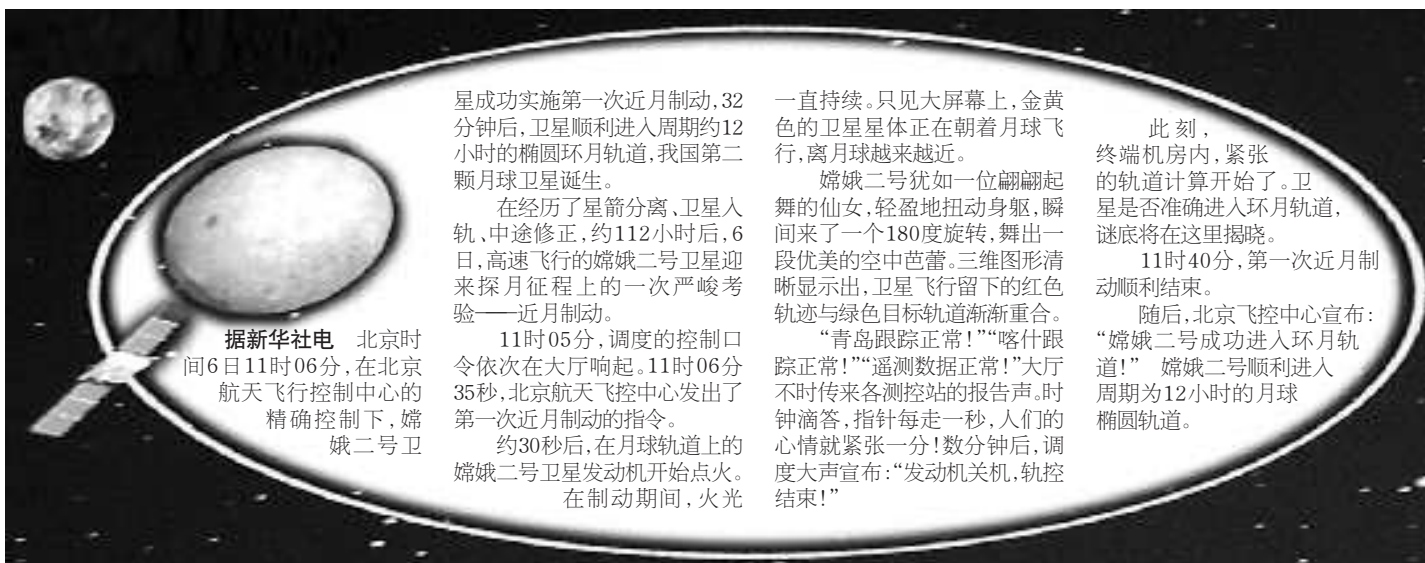 据新华社电　北京时
间6日11时06分，在北京
航天飞行控制中心的
精确控制下，嫦
娥二号卫
星成功实施第一次近月制动，32
分钟后，卫星顺利进入周期约12
小时的椭圆环月轨道，我国第二
颗月球卫星诞生。
在经历了星箭分离、卫星入
轨、中途修正，约112小时后，6
日，高速飞行的嫦娥二号卫星迎
来探月征程上的一次严峻考
验——近月制动。
11时05分，调度的控制口
令依次在大厅响起。11时06分
35秒，北京航天飞控中心发出了
第一次近月制动的指令。
约30秒后，在月球轨道上的
嫦娥二号卫星发动机开始点火。
在制动期间，火光
一直持续。只见大屏幕上，金黄
色的卫星星体正在朝着月球飞
行，离月球越来越近。
嫦娥二号犹如一位翩翩起
舞的仙女，轻盈地扭动身躯，瞬
间来了一个180度旋转，舞出一
段优美的空中芭蕾。三维图形清
晰显示出，卫星飞行留下的红色
轨迹与绿色目标轨道渐渐重合。
“青岛跟踪正常！”“喀什跟
踪正常！”“遥测数据正常！”大厅
不时传来各测控站的报告声。时
钟滴答，指针每走一秒，人们的
心情就紧张一分！数分钟后，调
度大声宣布：“发动机关机，轨控
结束！”
此刻，
终端机房内，紧张
的轨道计算开始了。卫
星是否准确进入环月轨道，
谜底将在这里揭晓。
11时40分，第一次近月制
动顺利结束。
随后，北京飞控中心宣布：
“嫦娥二号成功进入环月轨
道！”　嫦娥二号顺利进入
周期为12小时的月球
椭圆轨道。